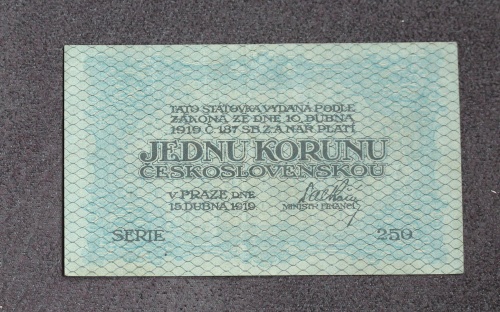 TATO STÁTOVKA VYDANÁ PODLE
ZÁKONA ZE DNE 10. DUBNA
1919 Č. 187 SB. Z. A NAŘ. PLATÍ
JEDNU KORUNU
ČESKOSLOVENSKOU
V PRAZE DNE
15. DUBNA 1919
MINISTR FINANCÍ
SERIE 250